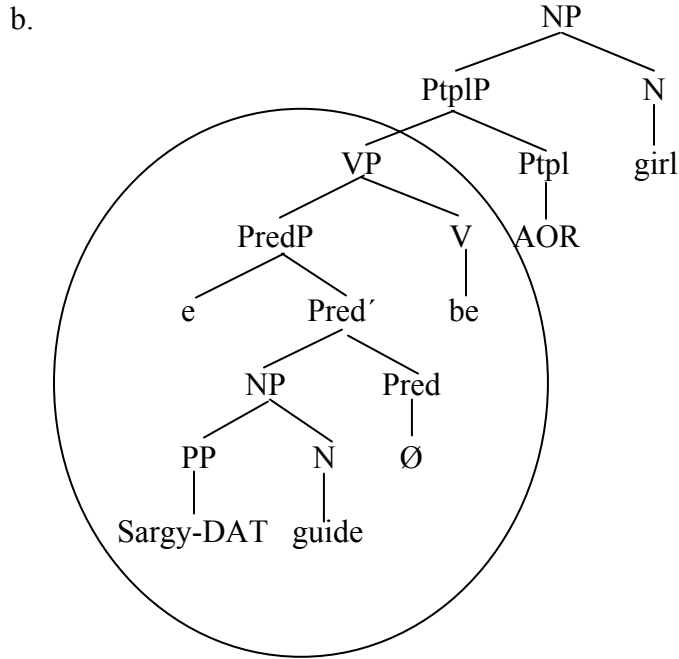 b.
NP
PtplP N
VP Ptpl girl
PredP V AOR
e Pred´ be
NP Pred
PP N Ø
Sargy-DAT guide